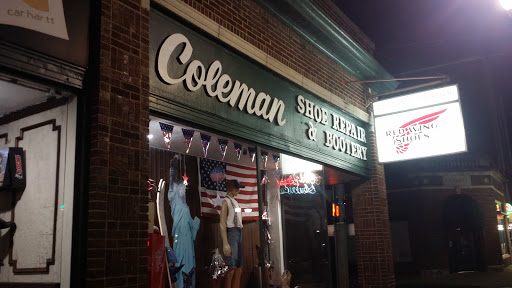 carhartt
Coleman
SHOE REPAIR
& BOOTERY
RED WING
SHOES